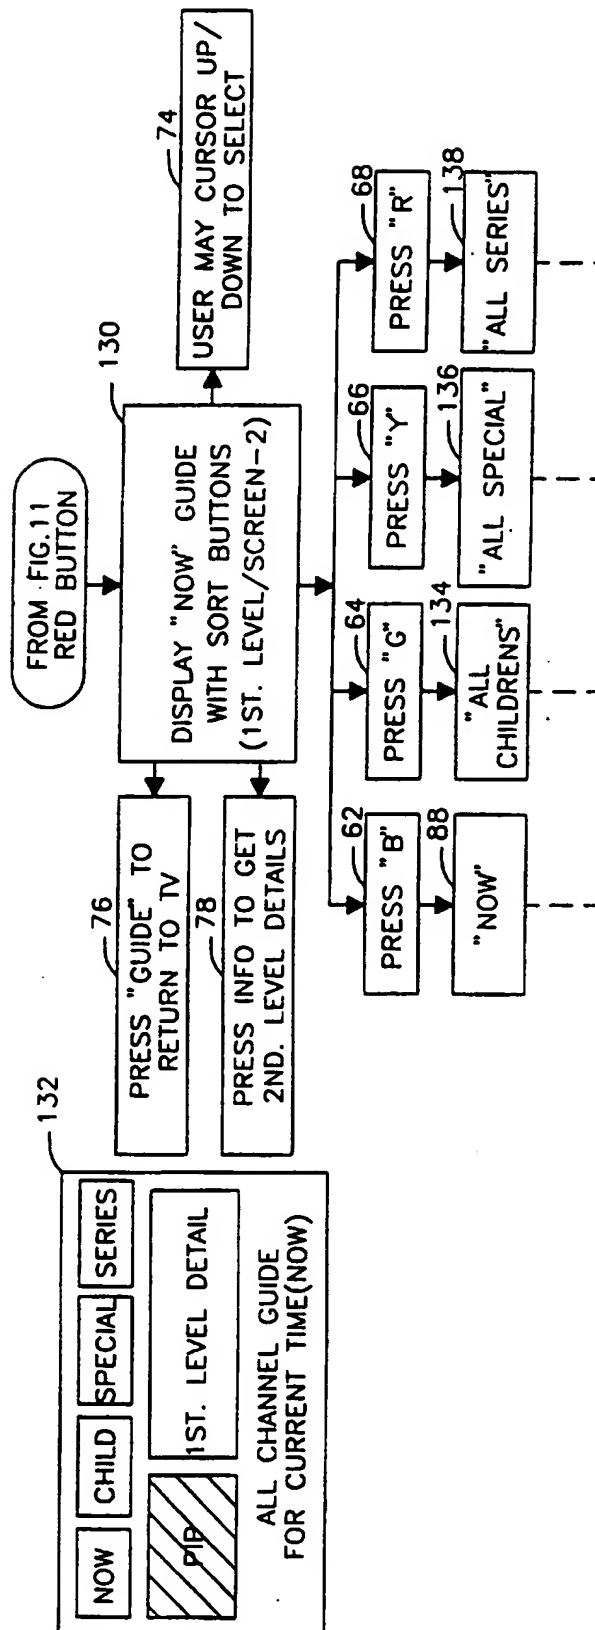 132
NOW
CHILD
SPECIAL
SERIES
PIP
1ST. LEVEL DETAIL
ALL CHANNEL GUIDE
FOR CURRENT TIME(NOW)
FROM FIG.11
RED BUTTON
130
DISPLAY "NOW" GUIDE
WITH SORT BUTTONS
(1ST. LEVEL/SCREEN-2)
76
PRESS "GUIDE" TO
RETURN TO TV
78
PRESS INFO TO GET
2ND. LEVEL DETAILS
74
USER MAY CURSOR UP/
DOWN TO SELECT
62
PRESS "B"
88
"NOW"
64
PRESS "G"
134
"ALL
CHILDRENS"
66
PRESS "Y"
136
"ALL SPECIAL"
68
PRESS "R"
138
"ALL SERIES"